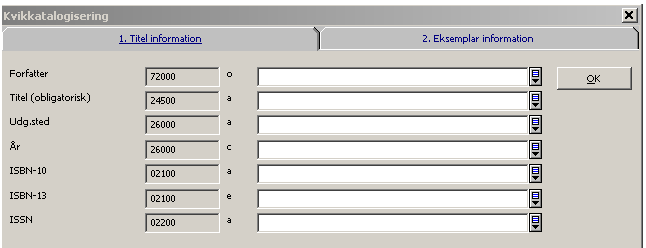 Kvikkatalogisering
1. Titel information 2. Eksemplar information
Forfatter 72000 o
OK
Titel (obligatorisk) 24500 a
Udg.sted 26000 a
År 26000 c
ISBN-10 02100 a
ISBN-13 02100 e
ISSN 02200 a